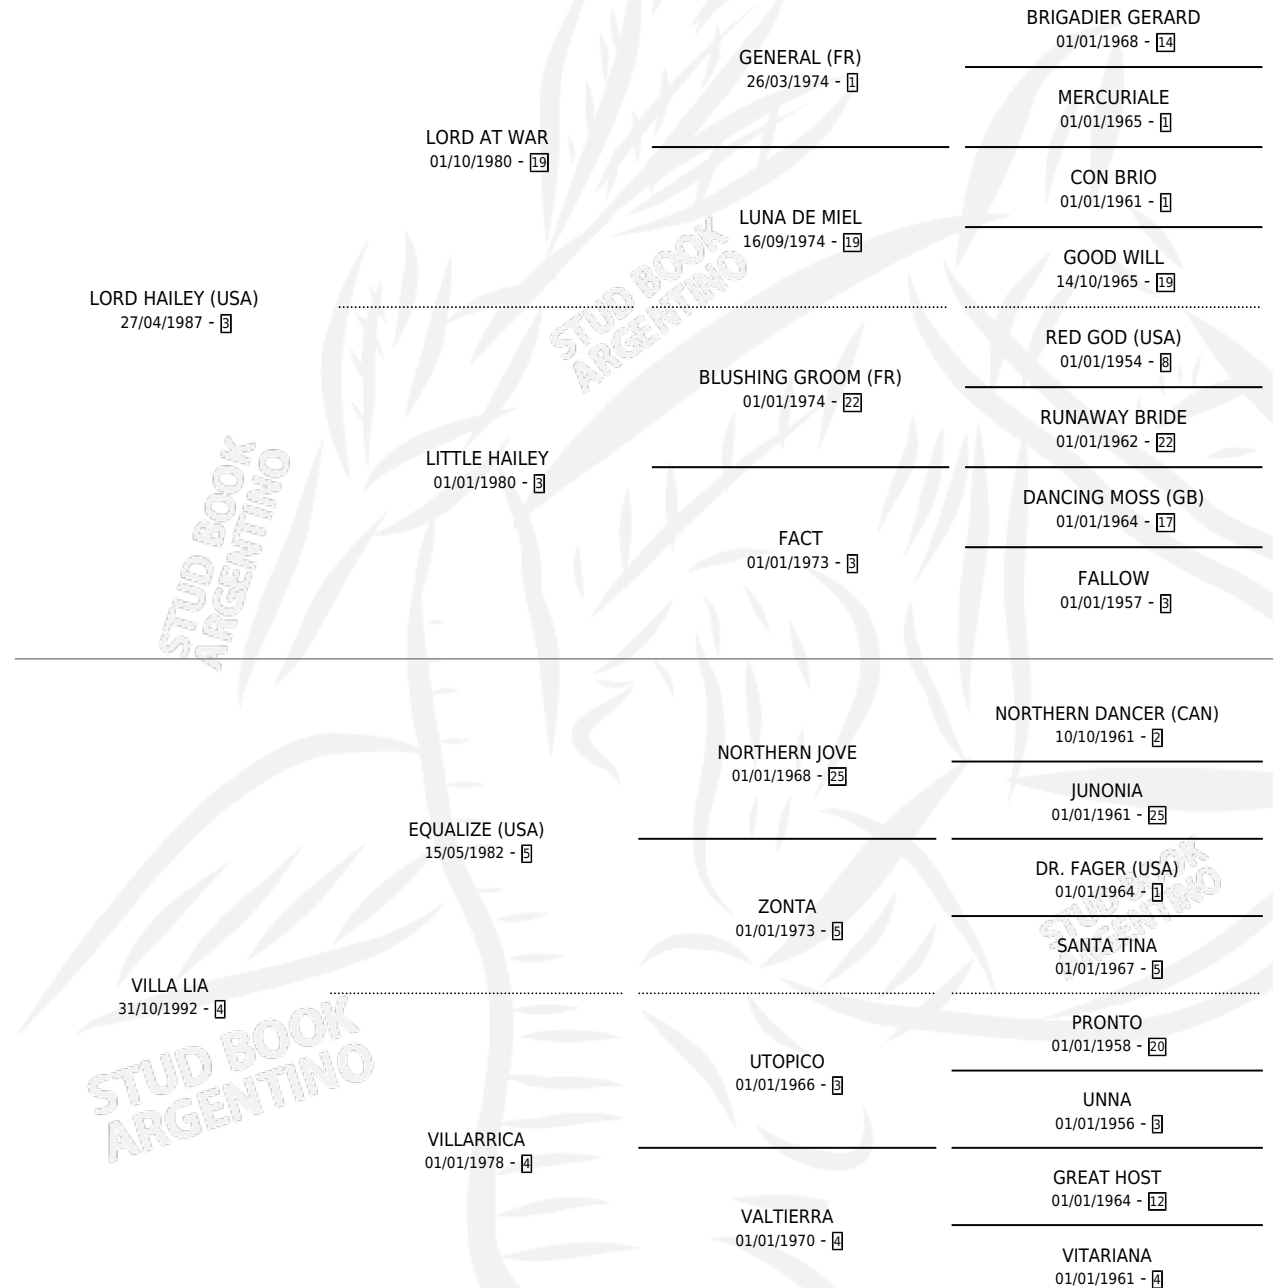 BRIGADIER GERARD
01/01/1968 - 14
GENERAL (FR)
26/03/1974 - 1
MERCURIALE
01/01/1965 - 1
LORD AT WAR
01/10/1980 - 19
CON BRIO
01/01/1961 - 1
LUNA DE MIEL
16/09/1974 - 19
GOOD WILL
14/10/1965 - 19
LORD HAILEY (USA)
27/04/1987 - 3
STUD BOOK
ARGENTINO
RED GOD (USA)
01/01/1954 - 8
BLUSHING GROOM (FR)
01/01/1974 - 22
RUNAWAY BRIDE
01/01/1962 - 22
LITTLE HAILEY
01/01/1980 - 3
DANCING MOSS (GB)
01/01/1964 - 17
FACT
01/01/1973 - 3
FALLOW
01/01/1957 - 3
STUD BOOK
ARGENTINO
NORTHERN DANCER (CAN)
10/10/1961 - 2
NORTHERN JOVE
01/01/1968 - 25
JUNONIA
01/01/1961 - 25
EQUALIZE (USA)
15/05/1982 - 5
DR. FAGER (USA)
01/01/1964 - 1
ZONTA
01/01/1973 - 5
STUD BOOK
ARGENTINO
SANTA TINA
01/01/1967 - 5
VILLA LIA
31/10/1992 - 4
STUD BOOK
ARGENTINO
PRONTO
01/01/1958 - 20
UTOPICO
01/01/1966 - 3
UNNA
01/01/1956 - 3
VILLARRICA
01/01/1978 - 4
GREAT HOST
01/01/1964 - 12
VALTIERRA
01/01/1970 - 4
VITARIANA
01/01/1961 - 4